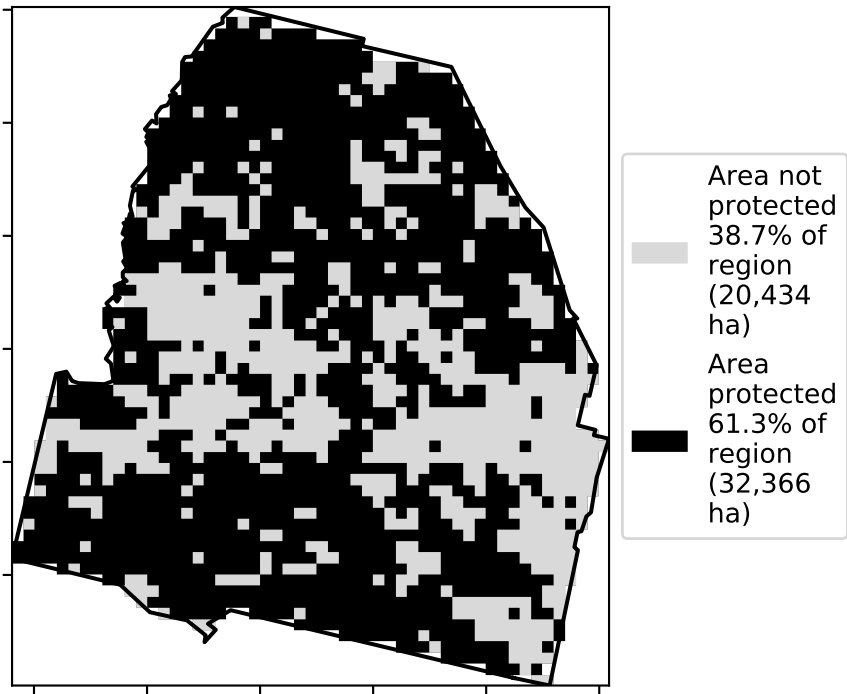 Area not
protected
38.7% of
region
(20,434
ha)
Area
protected
61.3% of
region
(32,366
ha)